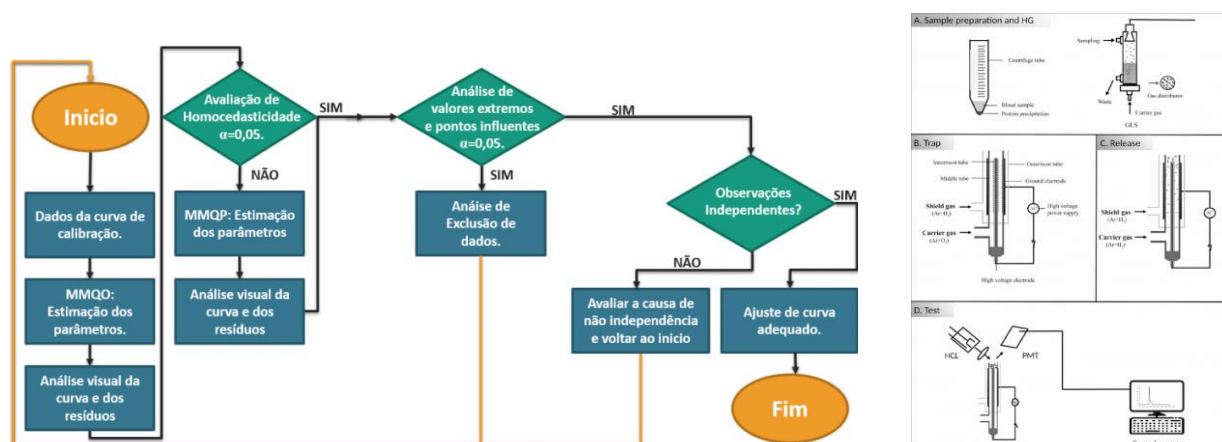 Inicio
Dados da curva de
calibração.
MMQO:
Estimação dos
parâmetros.
Análise visual da
curva e dos
resíduos
Avaliação de
Homocedasticidade
α=0,05.
SIM
NÃO
MMQP: Estimação
dos parâmetros
Análise visual da
curva e dos resíduos
Análise de
valores extremos
e pontos influentes
α=0,05.
SIM
SIM
Anáise de
Exclusão de
dados.
Observações
Independentes?
SIM
NÃO
Avaliar a causa de
não independência
e voltar ao inicio
Ajuste de curva
adequado.
Fim
A. Sample preparation and HG
Centrifuge tube
Blood sample
Protein precipitation
Sampling
Waste
Gas distributor
Carrier gas
GLS
B. Trap
Innermost tube
Middle tube
Outermost tube
Ground electrode
Shield gas
(Ar+H₂)
Carrier gas
(Ar+O₂)
AC
High voltage
power supply
High voltage electrode
C. Release
Shield gas
(Ar+H₂)
Carrier gas
(Ar+H₂)
D. Test
HCL
PMT